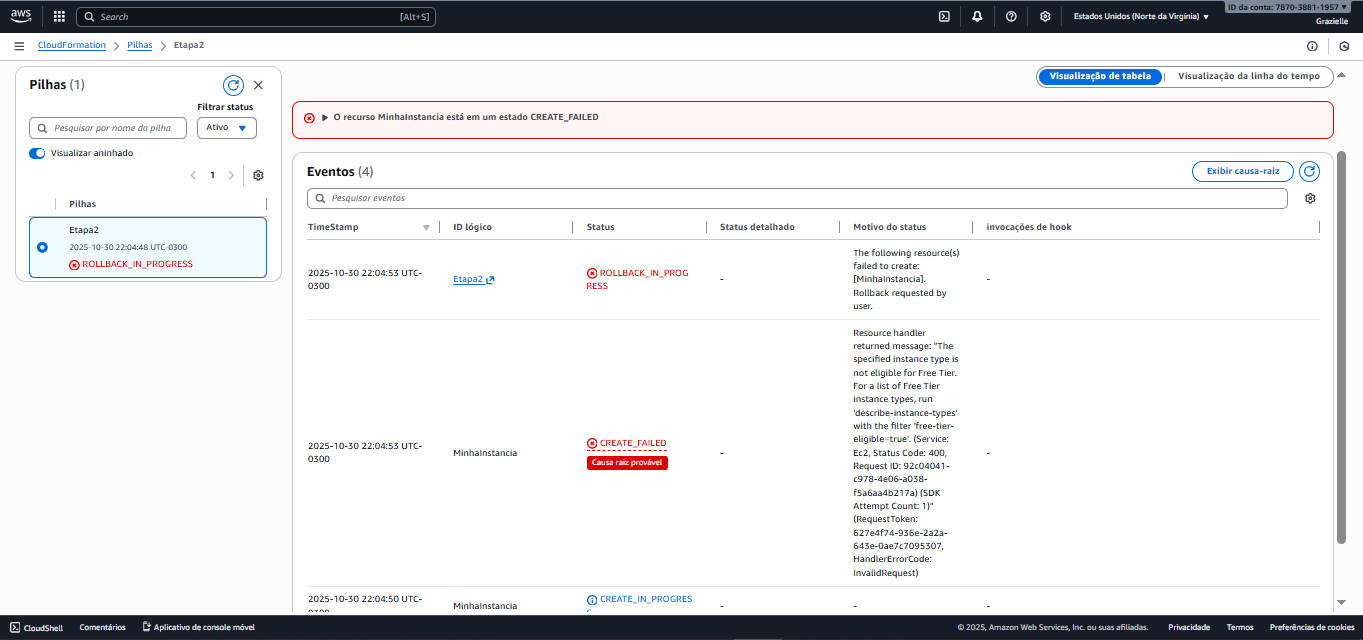 aws
Search
[Alt+S]
Estados Unidos (Norte da Virgínia)
ID da conta: 7870-3881-1957
Grazielle
CloudFormation
Pilhas
Etapa2
Pilhas (1)
Filtrar status
Pesquisar por nome da pilha
Ativo
Visualizar aninhado
1
Pilhas
Etapa2
2025-10-30 22:04:48 UTC-0300
ROLLBACK_IN_PROGRESS
Visualização de tabela
Visualização da linha do tempo
O recurso MinhaInstancia está em um estado CREATE_FAILED
Eventos (4)
Exibir causa-raiz
Pesquisar eventos
TimeStamp
ID lógico
Status
Status detalhado
Motivo do status
invocações de hook
2025-10-30 22:04:53 UTC-
0300
Etapa2
ROLLBACK_IN_PROG
RESS
-
The following resource(s)
failed to create:
[MinhaInstancia].
Rollback requested by
user.
-
2025-10-30 22:04:53 UTC-
0300
MinhaInstancia
CREATE_FAILED
Causa raiz provável
-
Resource handler
returned message: "The
specified instance type is
not eligible for Free Tier.
For a list of Free Tier
instance types, run
'describe-instance-types'
with the filter 'free-tier-
eligible=true'. (Service:
Ec2, Status Code: 400,
Request ID: 92c04041-
c978-4e06-a038-
f5a6aa4b217a) (SDK
Attempt Count: 1)"
(RequestToken:
627e4f74-936e-2a2a-
643e-0ae7c7095307,
HandlerErrorCode:
InvalidRequest)
-
2025-10-30 22:04:50 UTC-
0300
MinhaInstancia
CREATE_IN_PROGRES
S
-
-
-
CloudShell
Comentários
Aplicativo de console móvel
© 2025, Amazon Web Services, Inc. ou suas afiliadas.
Privacidade
Termos
Preferências de cookies